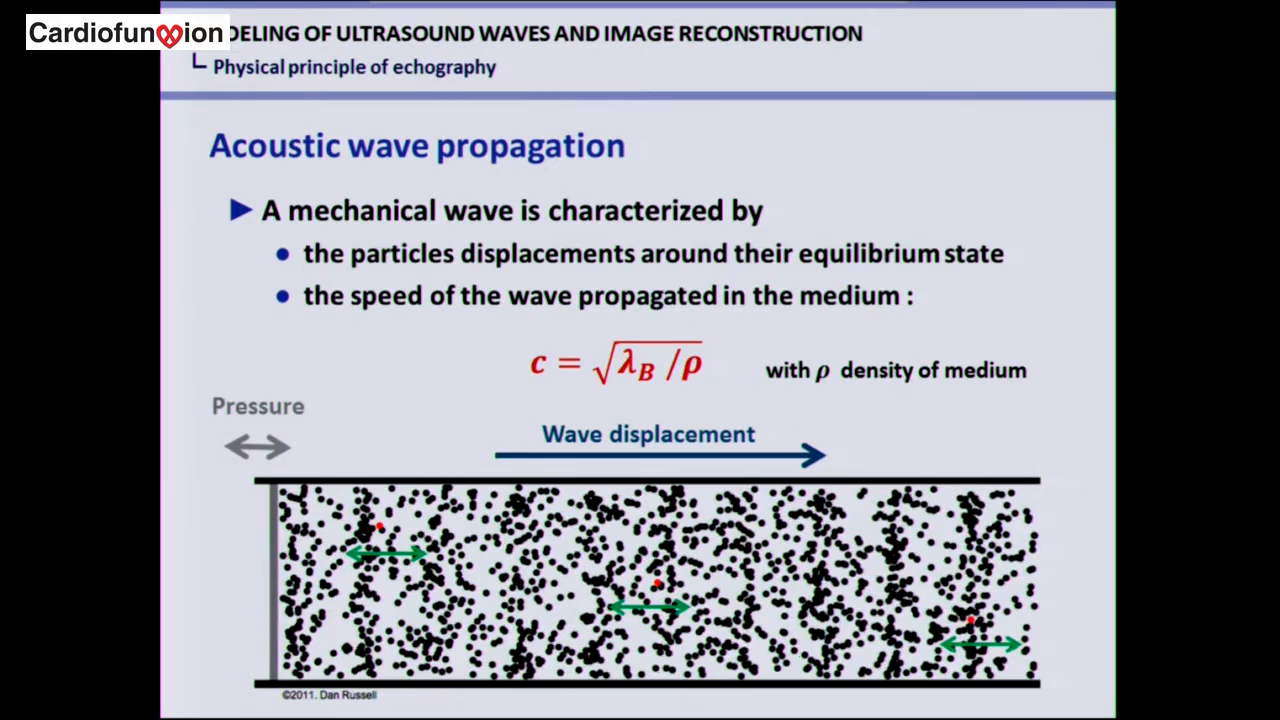 Cardiofunxion
DELING OF ULTRASOUND WAVES AND IMAGE RECONSTRUCTION
Physical principle of echography
Acoustic wave propagation
A mechanical wave is characterized by
the particles displacements around their equilibrium state
the speed of the wave propagated in the medium :
c = √λ_B /ρ with ρ density of medium
Pressure
Wave displacement
©2011. Dan Russell